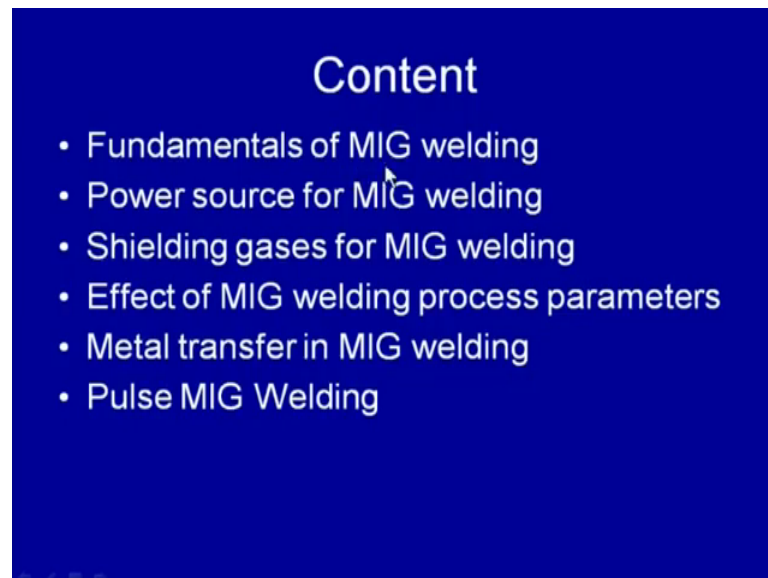 Content
• Fundamentals of MIG welding
• Power source for MIG welding
• Shielding gases for MIG welding
• Effect of MIG welding process parameters
• Metal transfer in MIG welding
• Pulse MIG Welding